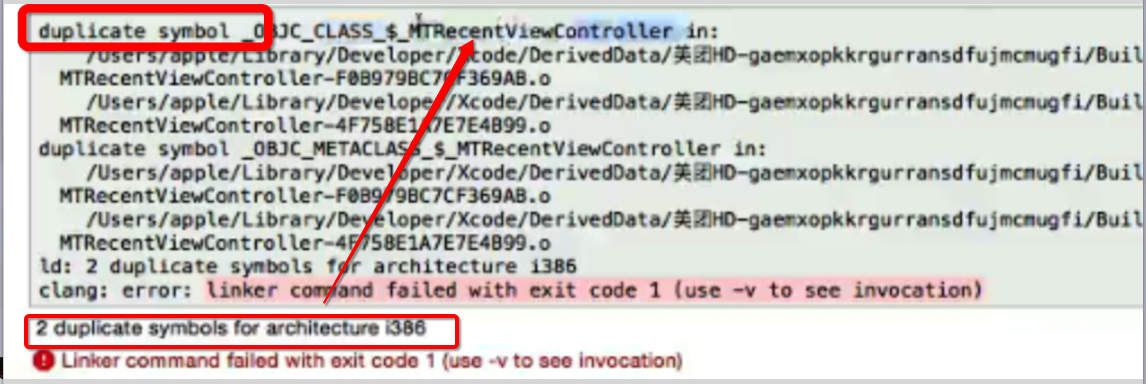 duplicate symbol _OBJC_CLASS_$_MTRecentViewController in:
/Users/apple/Library/Developer/Xcode/DerivedData/美团HD-gaemxopkkrgurransdfujmcmugfi/Buil
MTRecentViewController-F0B979BC7CF369AB.o
/Users/apple/Library/Developer/Xcode/DerivedData/美团HD-gaemxopkkrgurransdfujmcmugfi/Buil
MTRecentViewController-4F758E1A7E7E4B99.o
duplicate symbol _OBJC_METACLASS_$_MTRecentViewController in:
/Users/apple/Library/Developer/Xcode/DerivedData/美团HD-gaemxopkkrgurransdfujmcmugfi/Buil
MTRecentViewController-F0B979BC7CF369AB.o
/Users/apple/Library/Developer/Xcode/DerivedData/美团HD-gaemxopkkrgurransdfujmcmugfi/Buil
MTRecentViewController-4F758E1A7E7E4B99.o
ld: 2 duplicate symbols for architecture i386
clang: error: linker command failed with exit code 1 (use -v to see invocation)
2 duplicate symbols for architecture i386
Linker command failed with exit code 1 (use -v to see invocation)